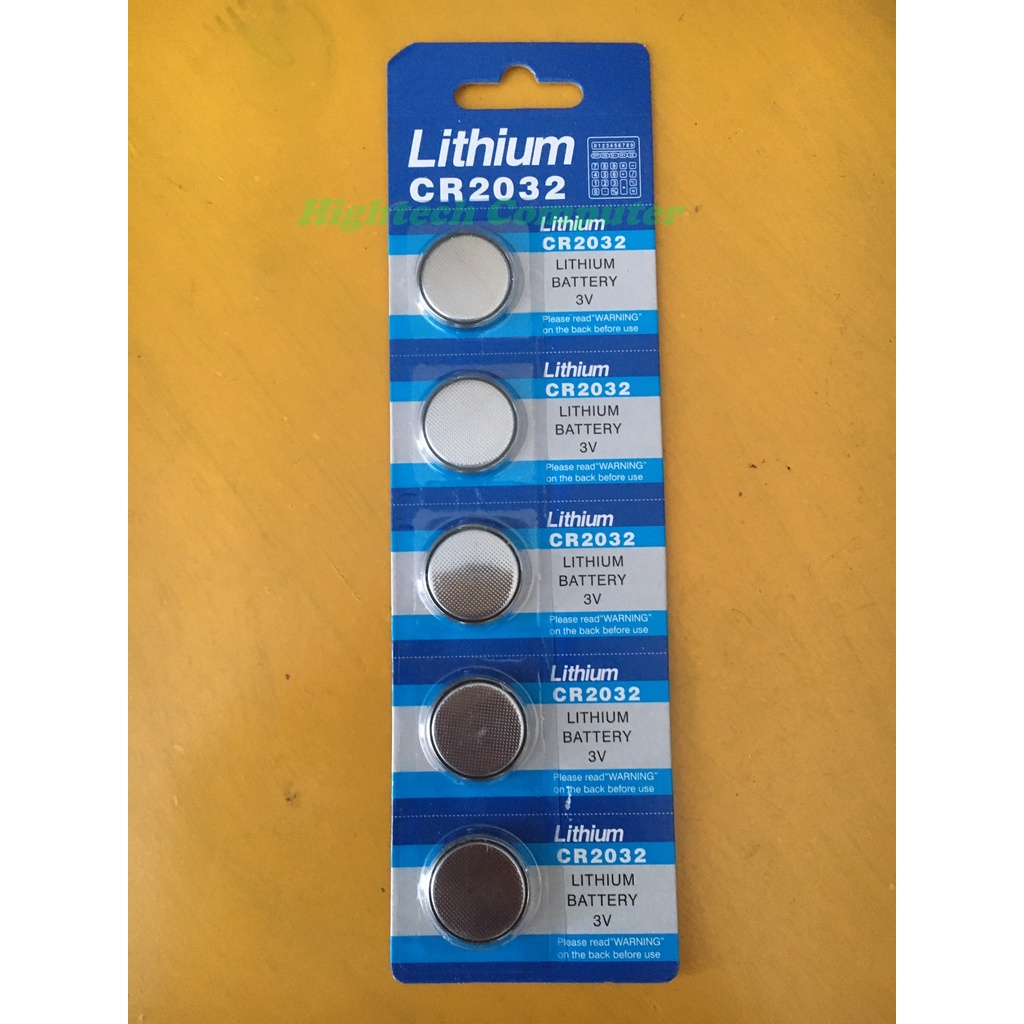 Lithium
CR2032
0123456789
Hightech Computer
Lithium
CR2032
LITHIUM
BATTERY
3V
Please read"WARNING"
on the back before use
Lithium
CR2032
LITHIUM
BATTERY
3V
Please read"WARNING"
on the back before use
Lithium
CR2032
LITHIUM
BATTERY
3V
Please read"WARNING"
on the back before use
Lithium
CR2032
LITHIUM
BATTERY
3V
Please read"WARNING"
on the back before use
Lithium
CR2032
LITHIUM
BATTERY
3V
Please read"WARNING"
on the back before use